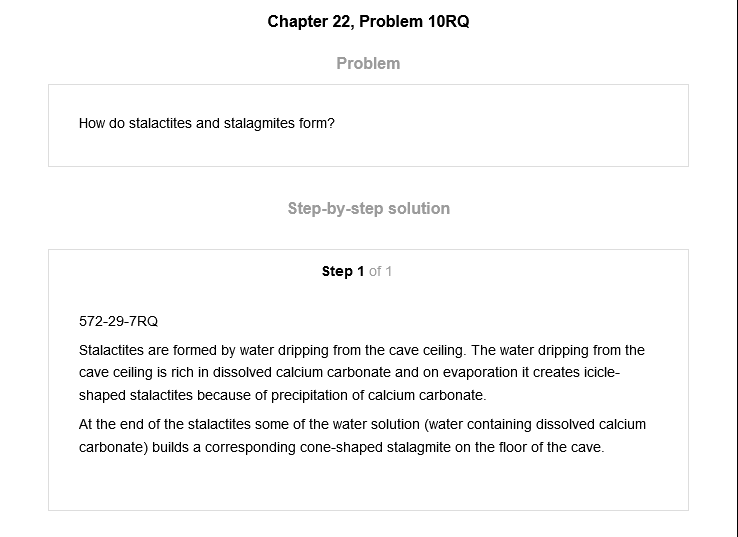 Chapter 22, Problem 10RQ
Problem
How do stalactites and stalagmites form?
Step-by-step solution
Step 1 of 1
572-29-7RQ
Stalactites are formed by water dripping from the cave ceiling. The water dripping from the
cave ceiling is rich in dissolved calcium carbonate and on evaporation it creates icicle-
shaped stalactites because of precipitation of calcium carbonate.
At the end of the stalactites some of the water solution (water containing dissolved calcium
carbonate) builds a corresponding cone-shaped stalagmite on the floor of the cave.